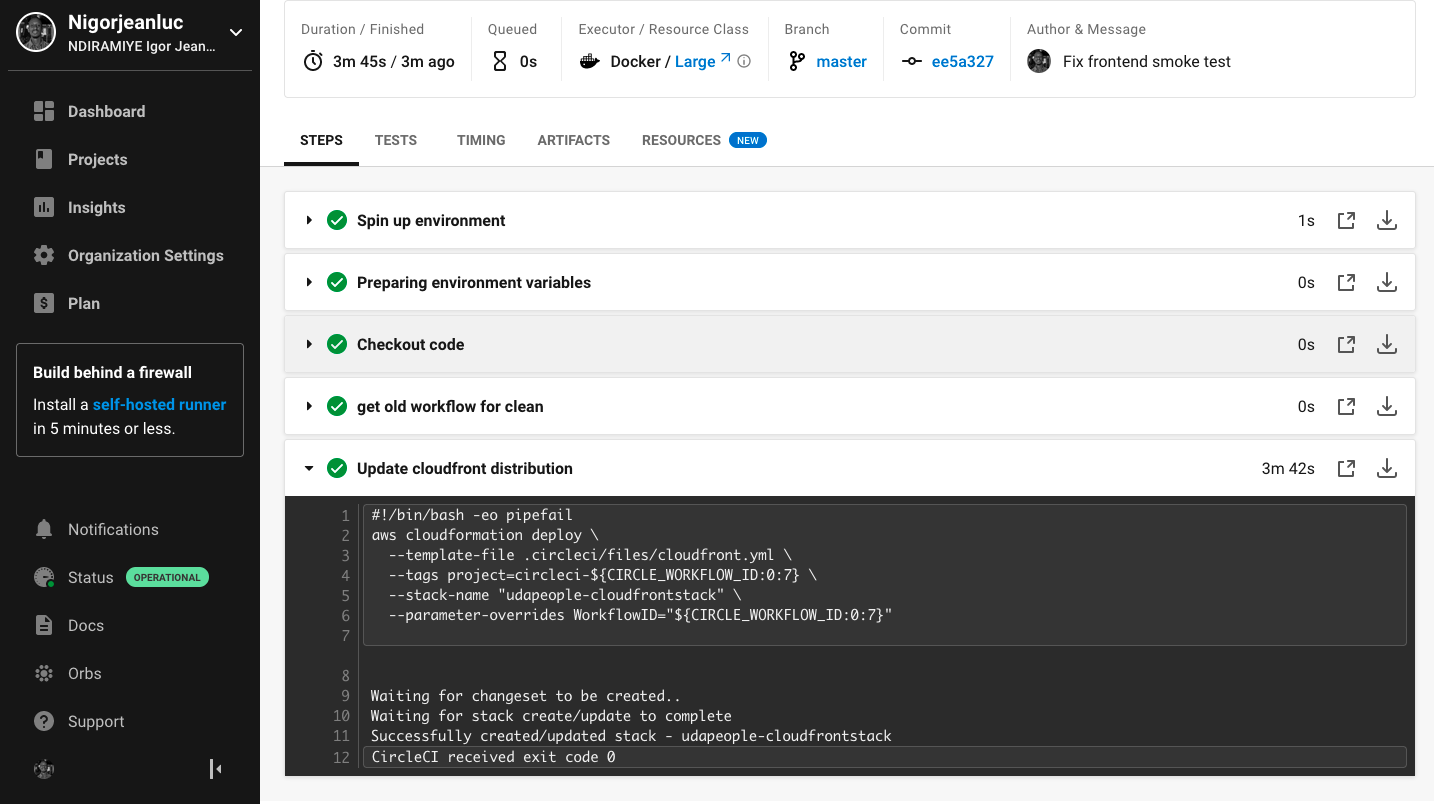 Nigorjeanluc
NDIRAMIYE Igor Jean...
Dashboard
Projects
Insights
Organization Settings
$ Plan
Build behind a firewall
Install a self-hosted runner
in 5 minutes or less.
Notifications
Status OPERATIONAL
Docs
Orbs
? Support
Duration / Finished
3m 45s / 3m ago
Queued
0s
Executor / Resource Class
Docker / Large
Branch
master
Commit
ee5a327
Author & Message
Fix frontend smoke test
STEPS TESTS TIMING ARTIFACTS RESOURCES NEW
Spin up environment 1s
Preparing environment variables 0s
Checkout code 0s
get old workflow for clean 0s
Update cloudfront distribution 3m 42s
1 #!/bin/bash -eo pipefail
2 aws cloudformation deploy \
3 --template-file .circleci/files/cloudfront.yml \
4 --tags project=circleci-${CIRCLE_WORKFLOW_ID:0:7} \
5 --stack-name "udapeople-cloudfrontstack" \
6 --parameter-overrides WorkflowID="${CIRCLE_WORKFLOW_ID:0:7}"
7
8
9 Waiting for changeset to be created..
10 Waiting for stack create/update to complete
11 Successfully created/updated stack - udapeople-cloudfrontstack
12 CircleCI received exit code 0